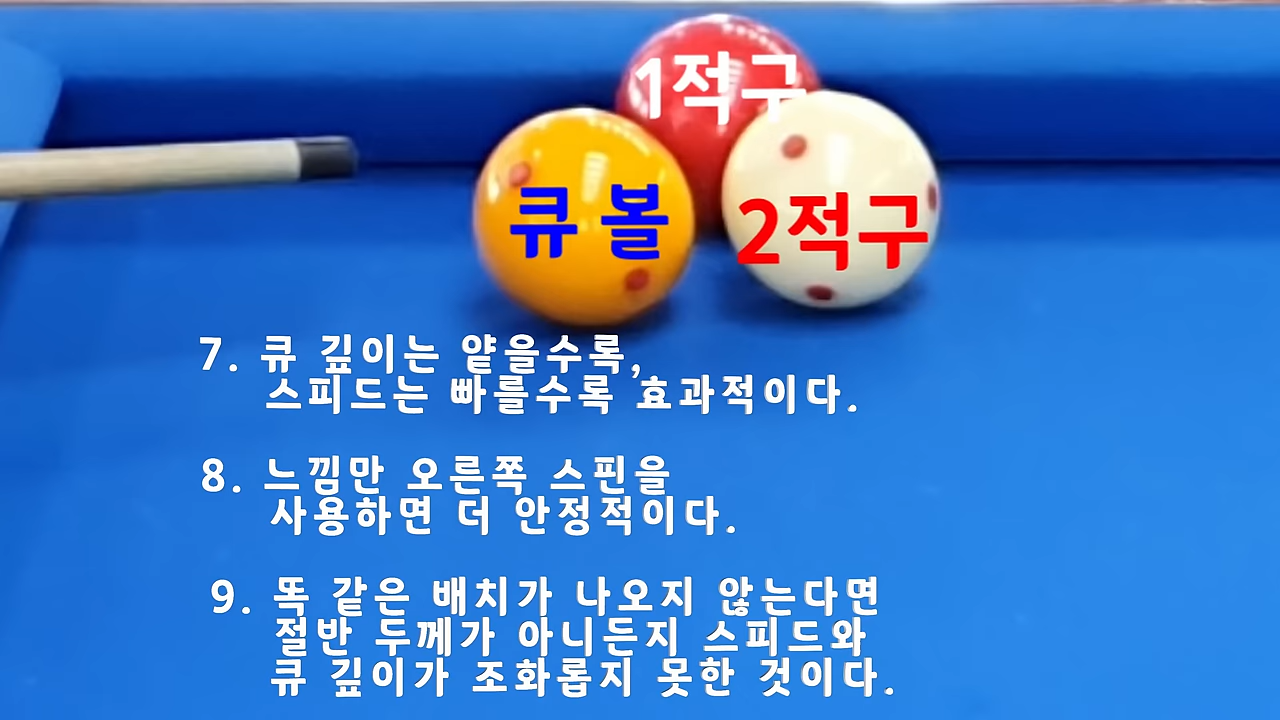 1적구
큐 볼
2적구
7. 큐 깊이는 얕을수록,
스피드는 빠를수록 효과적이다.
8. 느낌만 오른쪽 스핀을
사용하면 더 안정적이다.
9. 똑 같은 배치가 나오지 않는다면
절반 두께가 아니든지 스피드와
큐 깊이가 조화롭지 못한 것이다.